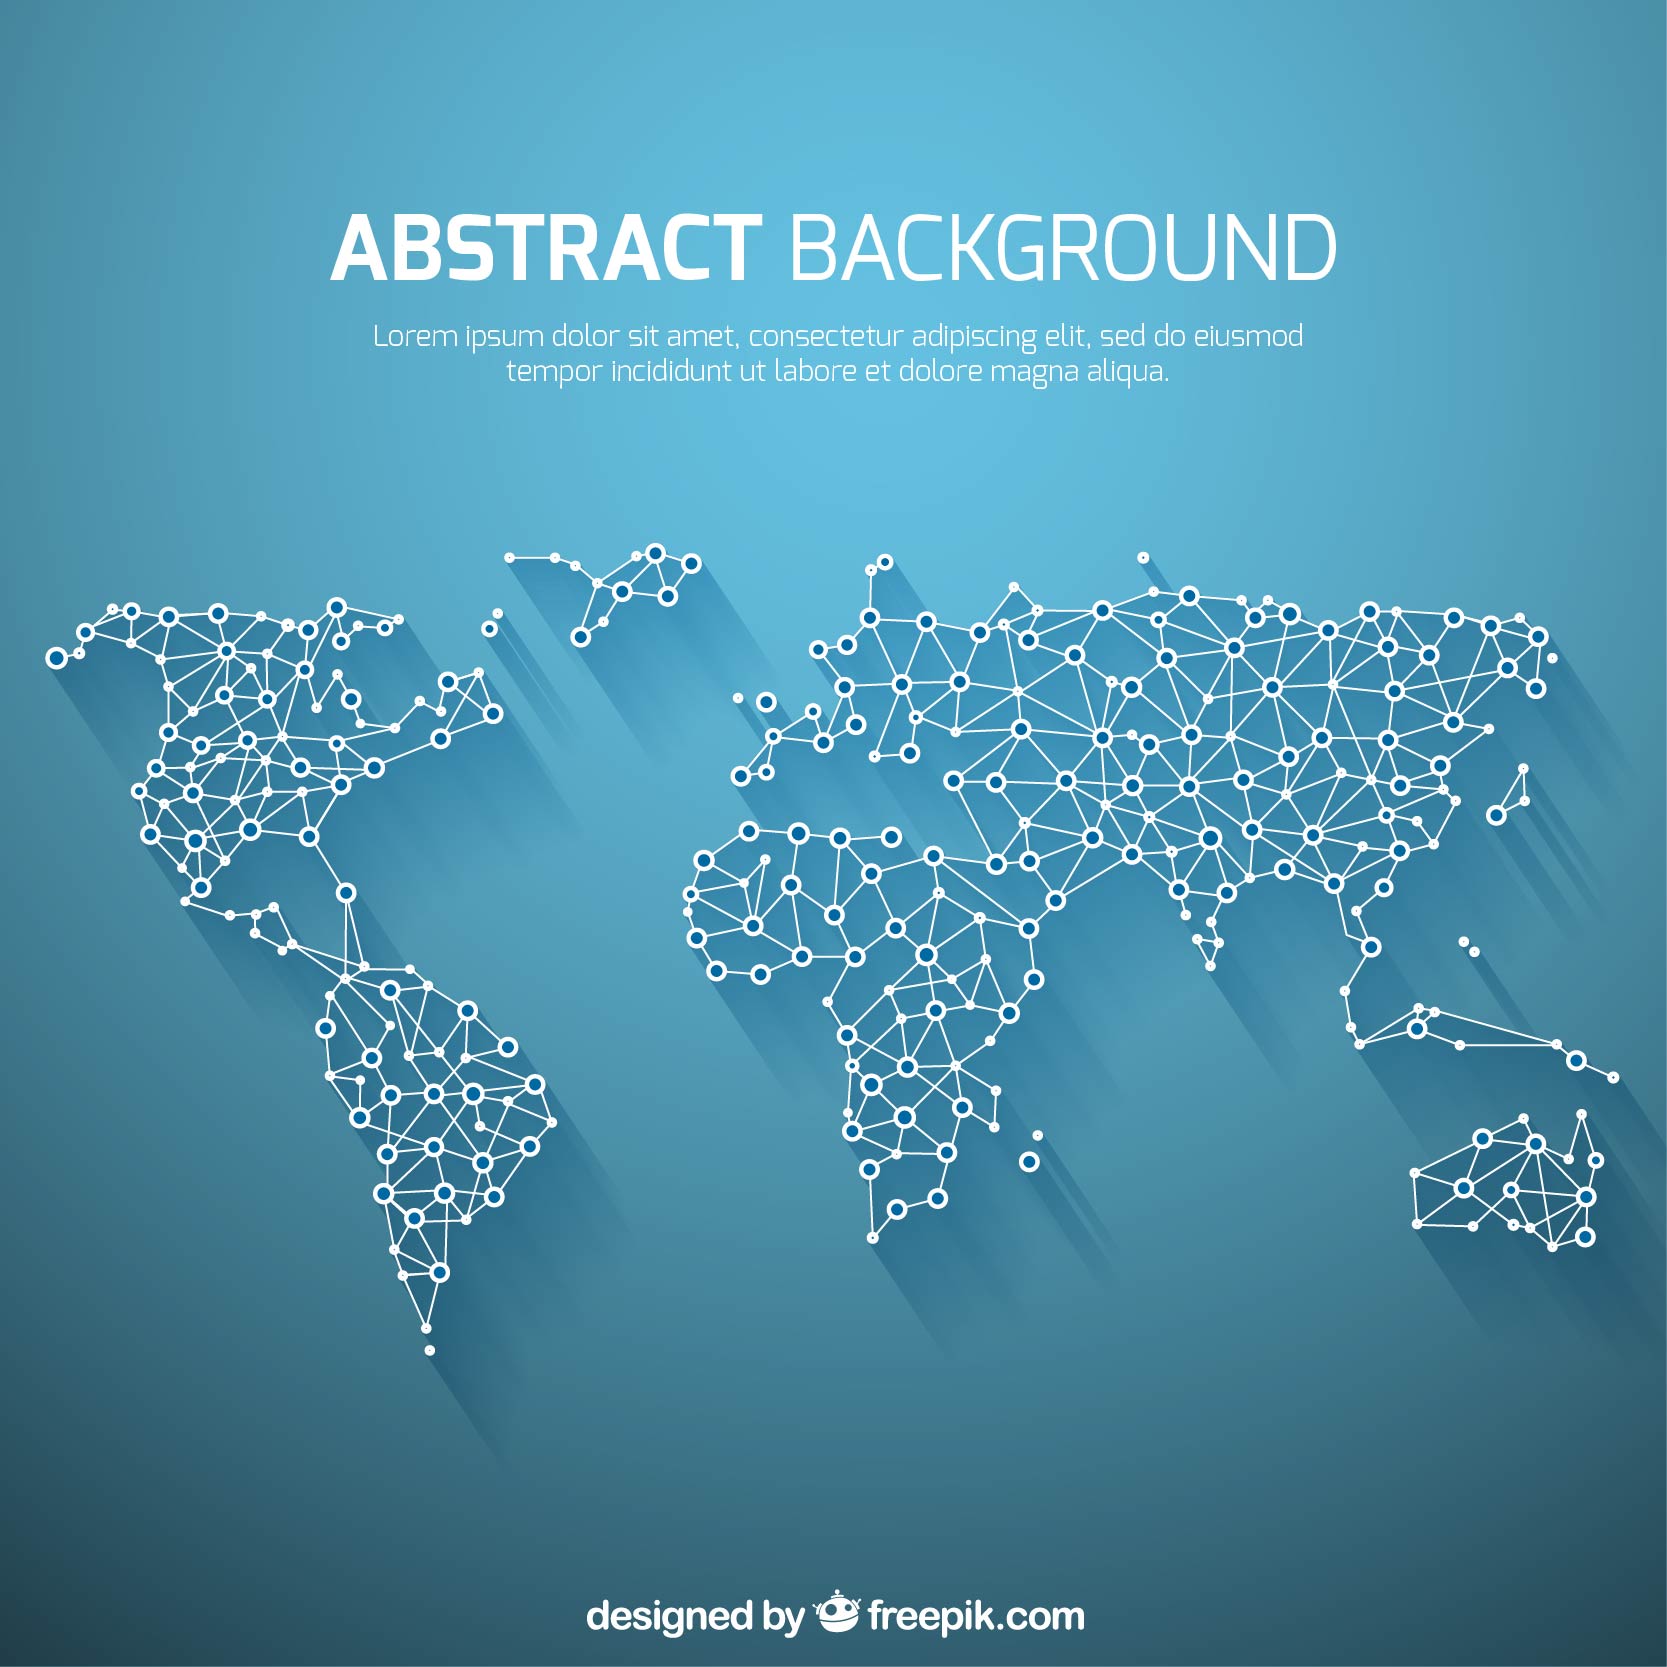 ABSTRACT BACKGROUND
Lorem ipsum dolor sit amet, consectetur adipiscing elit, sed do eiusmod
tempor incididunt ut labore et dolore magna aliqua.
designed by freepik.com